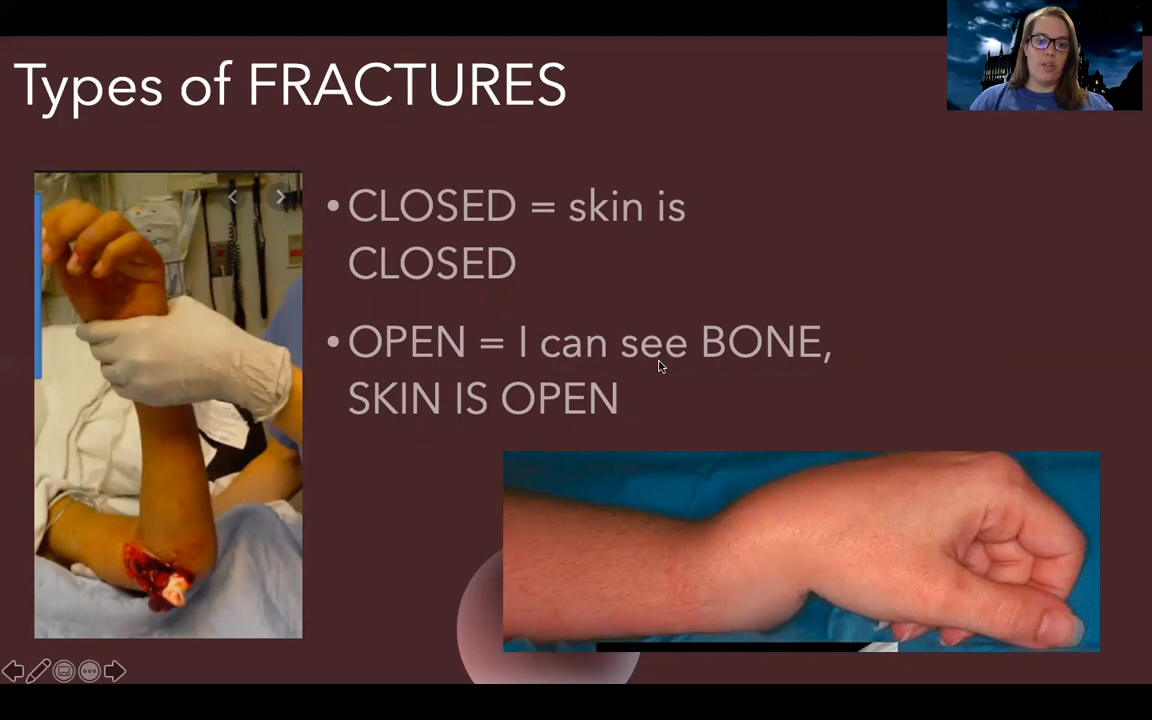 Types of FRACTURES
• CLOSED = skin is
CLOSED
• OPEN = I can see BONE,
SKIN IS OPEN